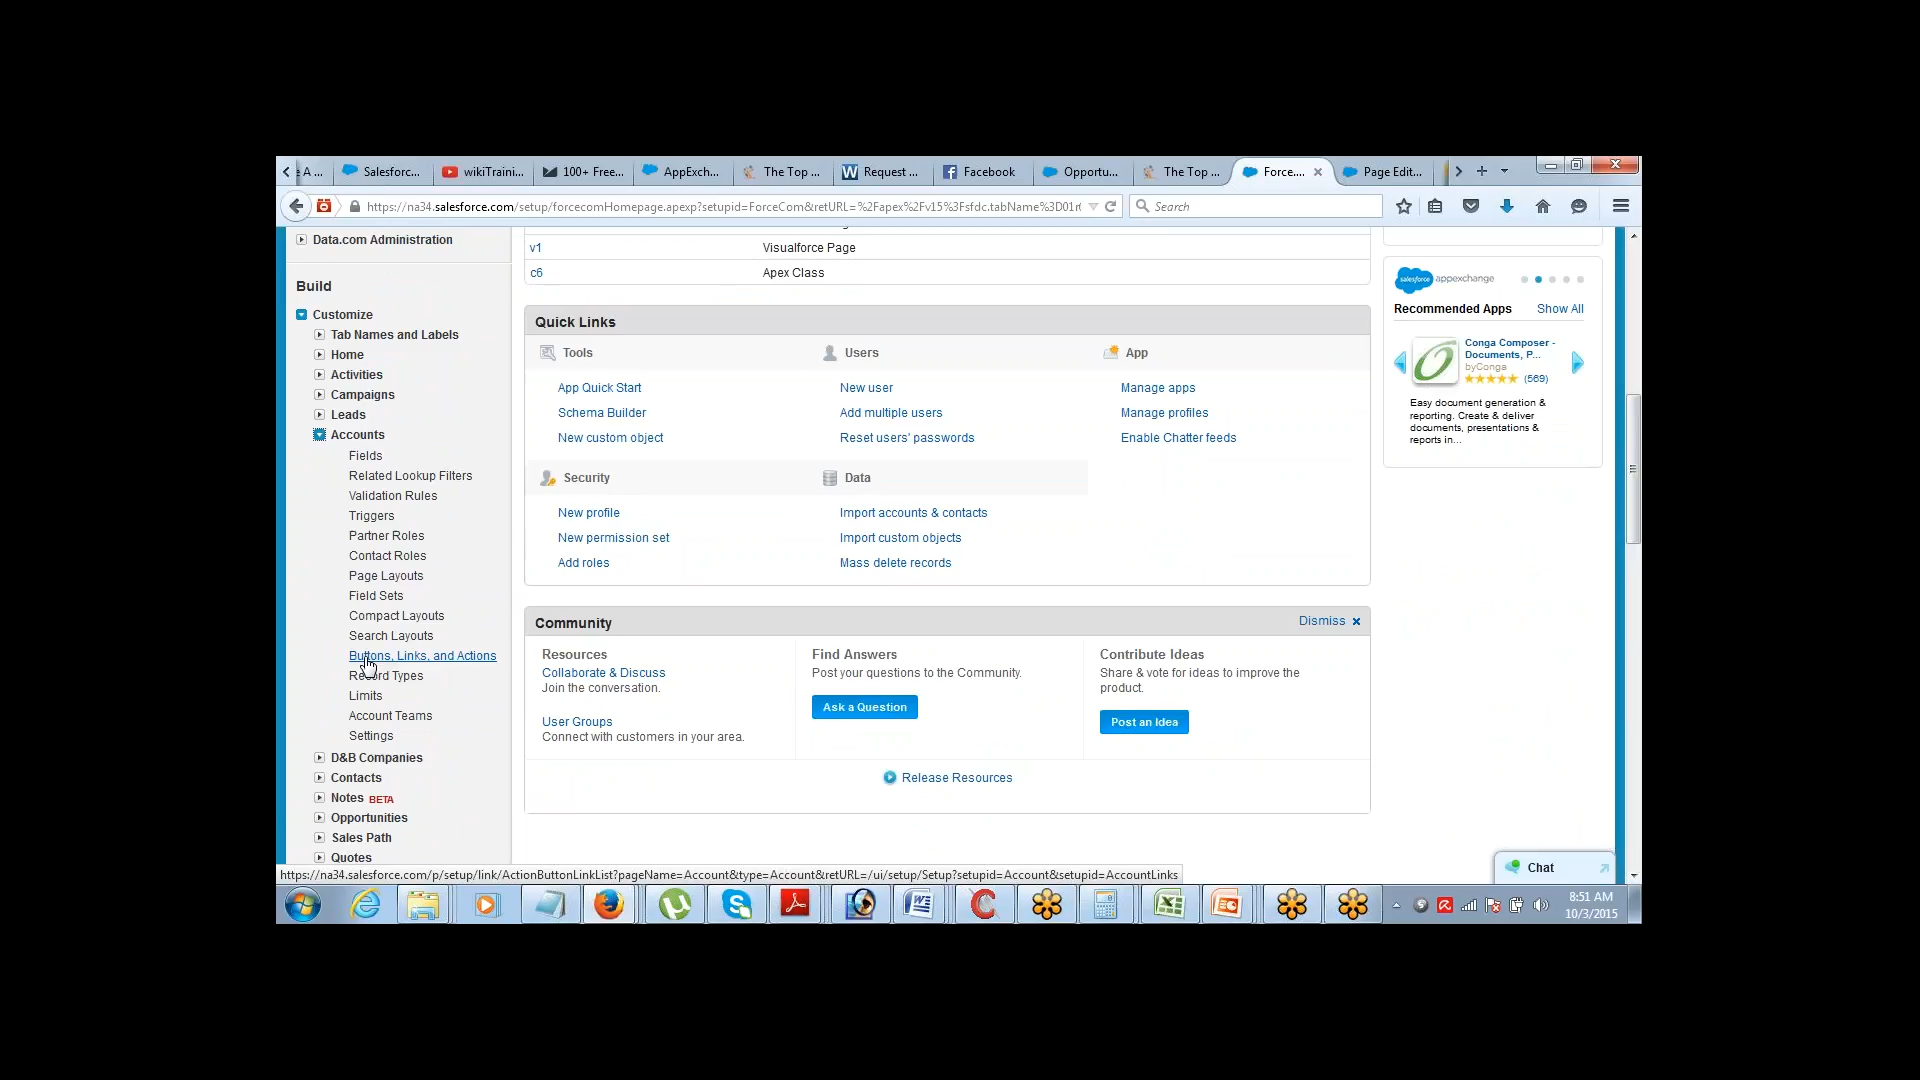 e A ...
Salesforc...
wikiTraini...
100+ Free...
AppExch...
The Top ...
Request ...
Facebook
Opportu...
The Top ...
Force....
Page Edit...
https://na34.salesforce.com/setup/forcecomHomepage.apexp?setupid=ForceCom&retURL=%2Fapex%2Fv15%3Fsfdc.tabName%3D01r
Search
Data.com Administration
Build
Customize
Tab Names and Labels
Home
Activities
Campaigns
Leads
Accounts
Fields
Related Lookup Filters
Validation Rules
Triggers
Partner Roles
Contact Roles
Page Layouts
Field Sets
Compact Layouts
Search Layouts
Buttons, Links, and Actions
Record Types
Limits
Account Teams
Settings
D&B Companies
Contacts
Notes BETA
Opportunities
Sales Path
Quotes
v1 Visualforce Page
c6 Apex Class
Quick Links
Tools
App Quick Start
Schema Builder
New custom object
Users
New user
Add multiple users
Reset users' passwords
App
Manage apps
Manage profiles
Enable Chatter feeds
Security
New profile
New permission set
Add roles
Data
Import accounts & contacts
Import custom objects
Mass delete records
Community
Dismiss
Resources
Collaborate & Discuss
Join the conversation.
User Groups
Connect with customers in your area.
Find Answers
Post your questions to the Community.
Ask a Question
Contribute Ideas
Share & vote for ideas to improve the
product.
Post an Idea
Release Resources
salesforce appexchange
Recommended Apps Show All
Conga Composer -
Documents, P...
byConga
(569)
Easy document generation &
reporting. Create & deliver
documents, presentations &
reports in...
Chat
https://na34.salesforce.com/p/setup/link/ActionButtonLinkList?pageName=Account&type=Account&retURL=/ui/setup/Setup?setupid=Account&setupid=AccountLinks
8:51 AM
10/3/2015